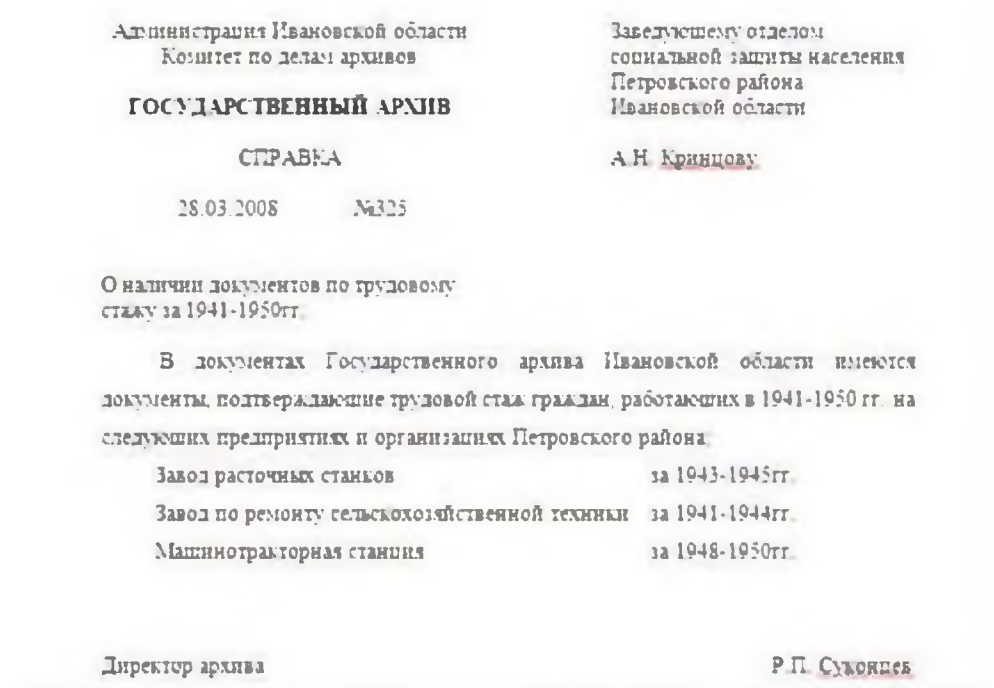 Администрация Ивановской области
Комитет по делам архивов
ГОСУДАРСТВЕННЫЙ АРХИВ
СПРАВКА
28.03.2008 №325
Заведующему отделом
социальной защиты населения
Петровского района
Ивановской области
А.Н. Кринцову
О наличии документов по трудовому
стажу за 1941-1950гг.
В документах Государственного архива Ивановской области имеются
документы, подтверждающие трудовой стаж граждан, работающих в 1941-1950 гг. на
следующих предприятиях и организациях Петровского района:
Завод расточных станков за 1943-1945гг.
Завод по ремонту сельскохозяйственной техники за 1941-1944гг.
Машинотракторная станция за 1948-1950гг.
Директор архива Р.П. Суконцев